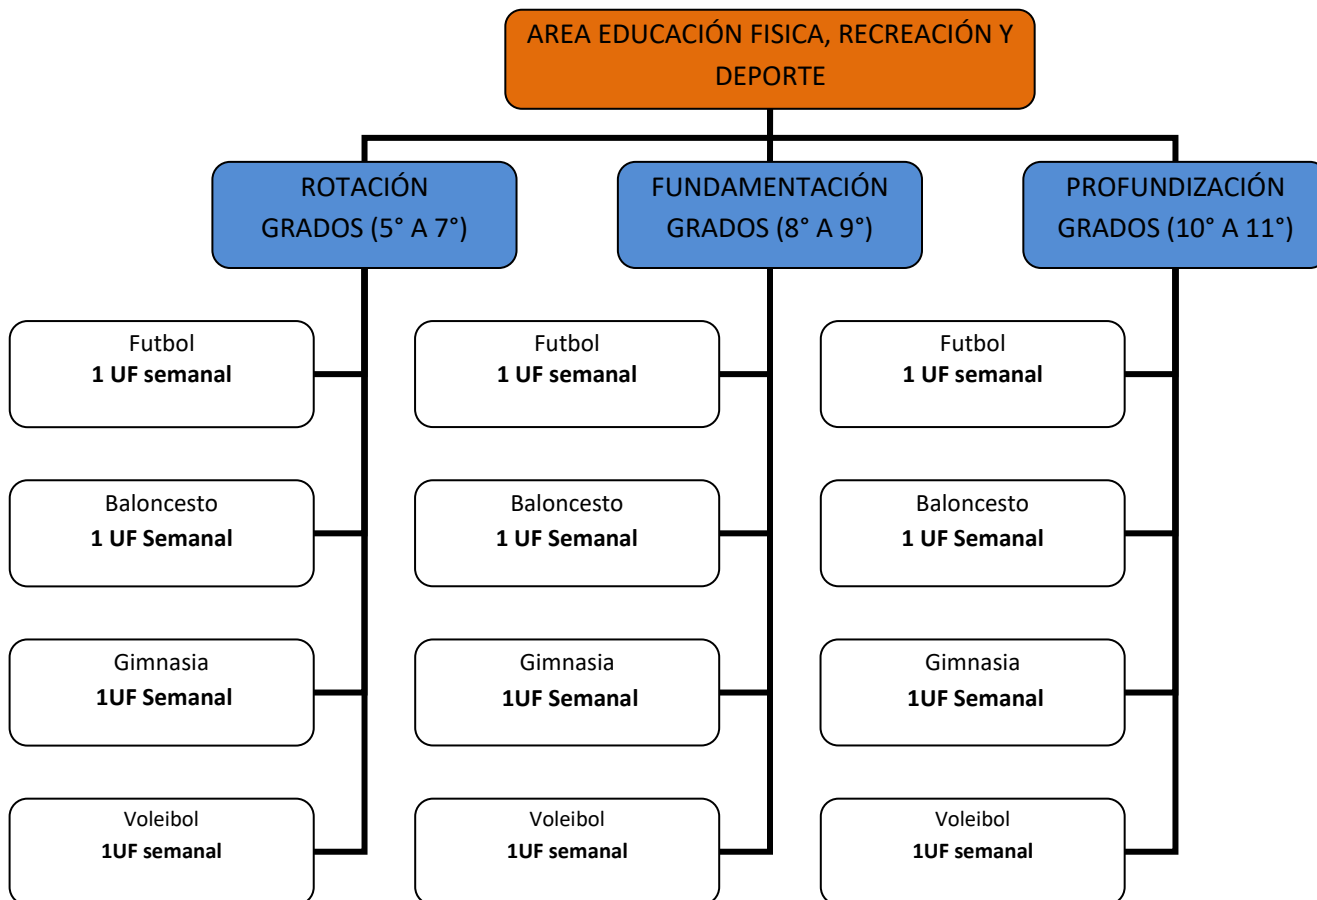 AREA EDUCACIÓN FISICA, RECREACIÓN Y
DEPORTE
ROTACIÓN
GRADOS (5° A 7°)
FUNDAMENTACIÓN
GRADOS (8° A 9°)
PROFUNDIZACIÓN
GRADOS (10° A 11°)
Futbol
1 UF semanal
Baloncesto
1 UF Semanal
Gimnasia
1UF Semanal
Voleibol
1UF semanal
Futbol
1 UF semanal
Baloncesto
1 UF Semanal
Gimnasia
1UF Semanal
Voleibol
1UF semanal
Futbol
1 UF semanal
Baloncesto
1 UF Semanal
Gimnasia
1UF Semanal
Voleibol
1UF semanal